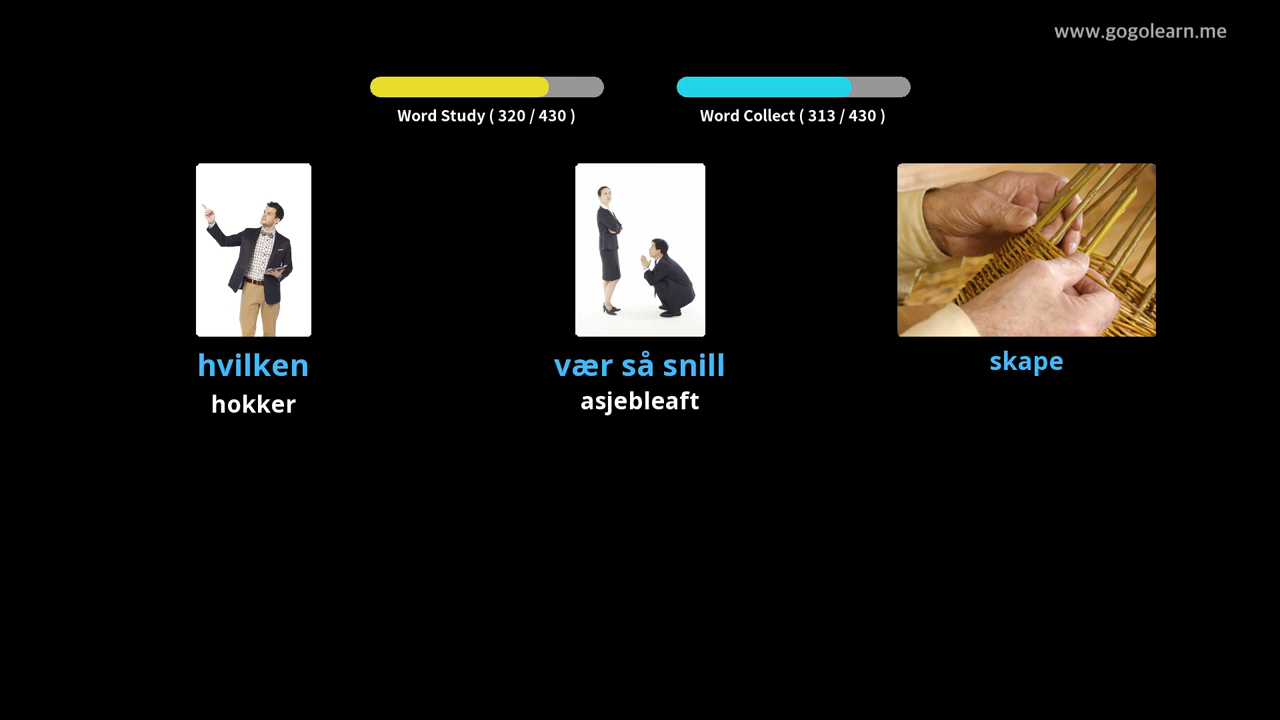 www.gogolearn.me
Word Study ( 320 / 430 )
Word Collect ( 313 / 430 )
hvilken
hokker
vær så snill
asjebleaft
skape